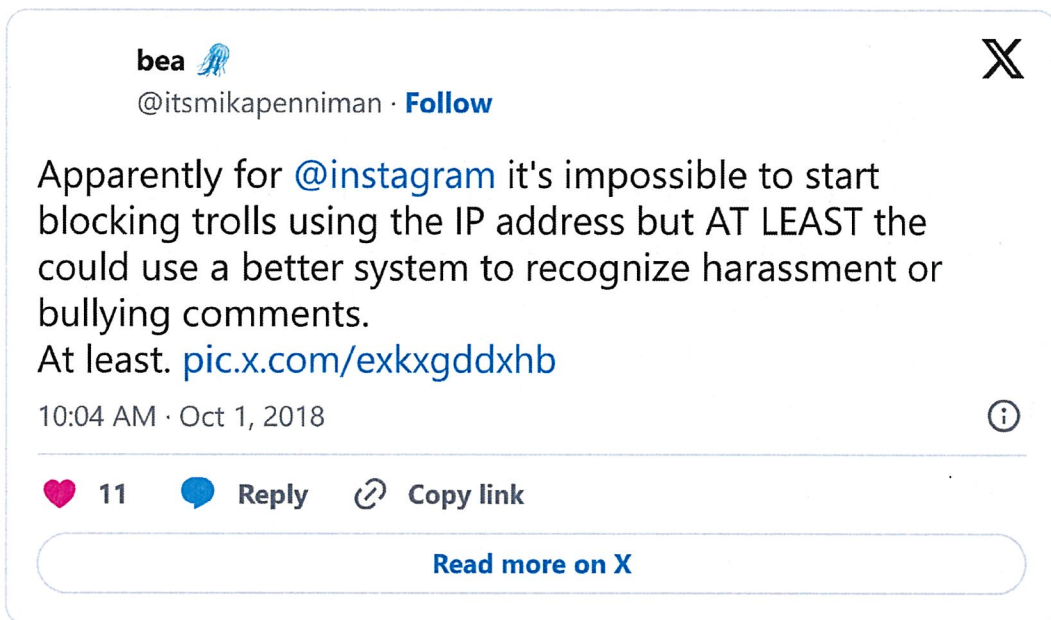 bea
@itsmikapenniman · Follow
Apparently for @instagram it's impossible to start
blocking trolls using the IP address but AT LEAST the
could use a better system to recognize harassment or
bullying comments.
At least. pic.x.com/exkxgddxhb
10:04 AM · Oct 1, 2018
11 Reply Copy link
Read more on X